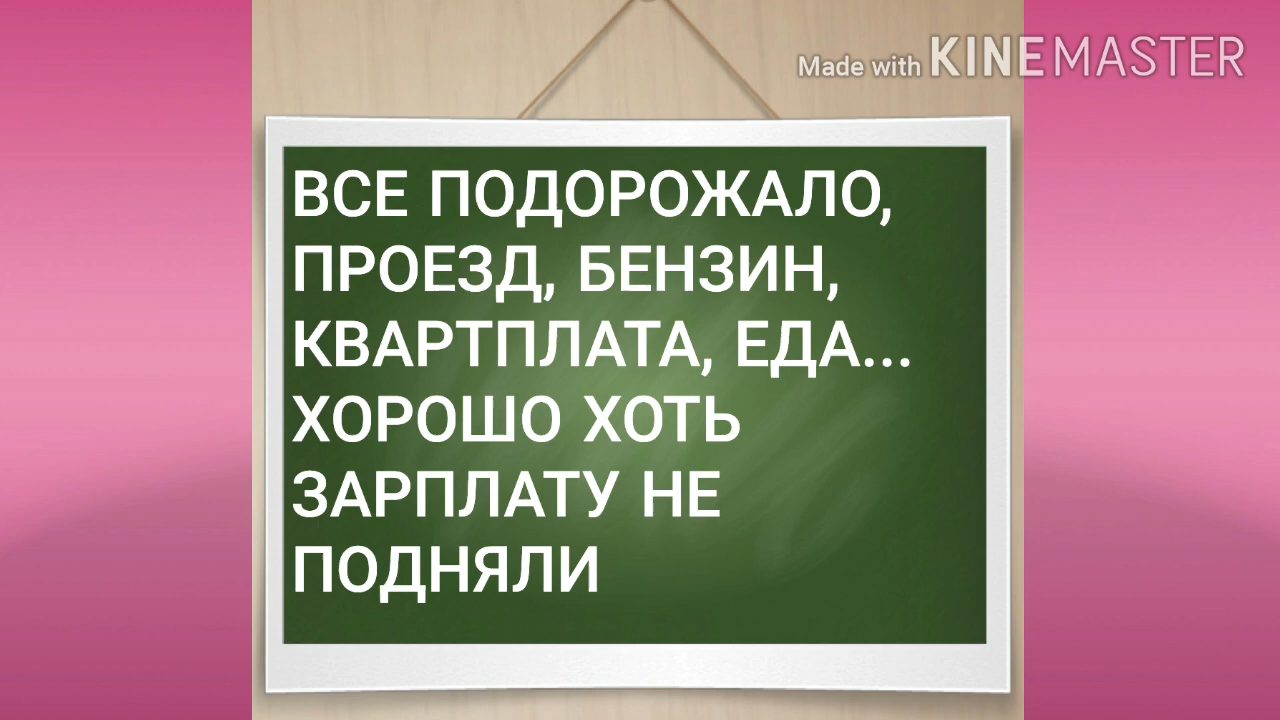 Made with KINEMASTER
ВСЕ ПОДОРОЖАЛО,
ПРОЕЗД, БЕНЗИН,
КВАРТПЛАТА, ЕДА...
ХОРОШО ХОТЬ
ЗАРПЛАТУ НЕ
ПОДНЯЛИ